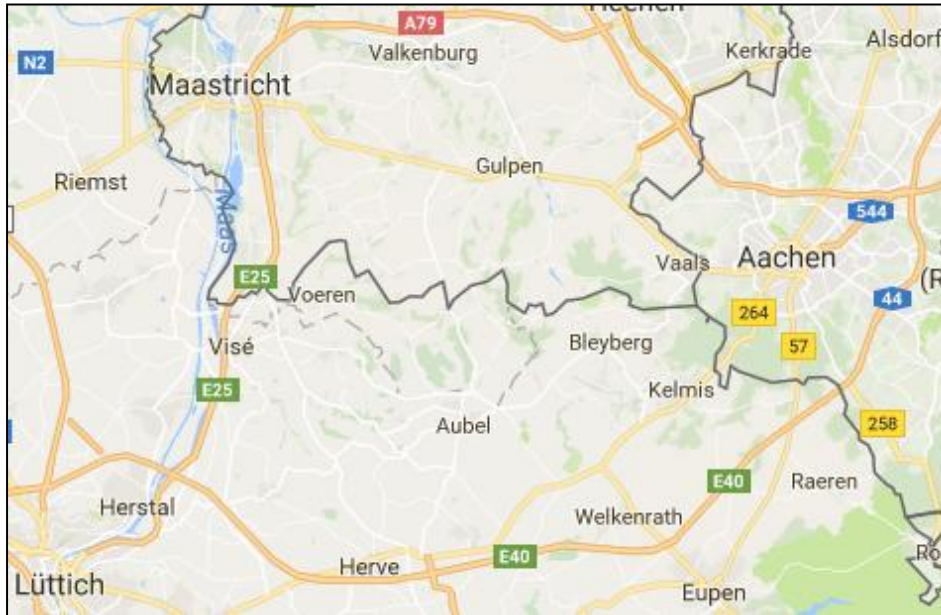 A79
Kerkrade
Alsdorf
Valkenburg
N2
Maastricht
Gulpen
Riemst
Maas
544
Vaals
Aachen
E25
Voeren
44
264
57
Visé
Bleyberg
E25
Kelmis
Aubel
258
E40
Raeren
Herstal
Welkenrath
E40
Herve
Lüttich
Eupen